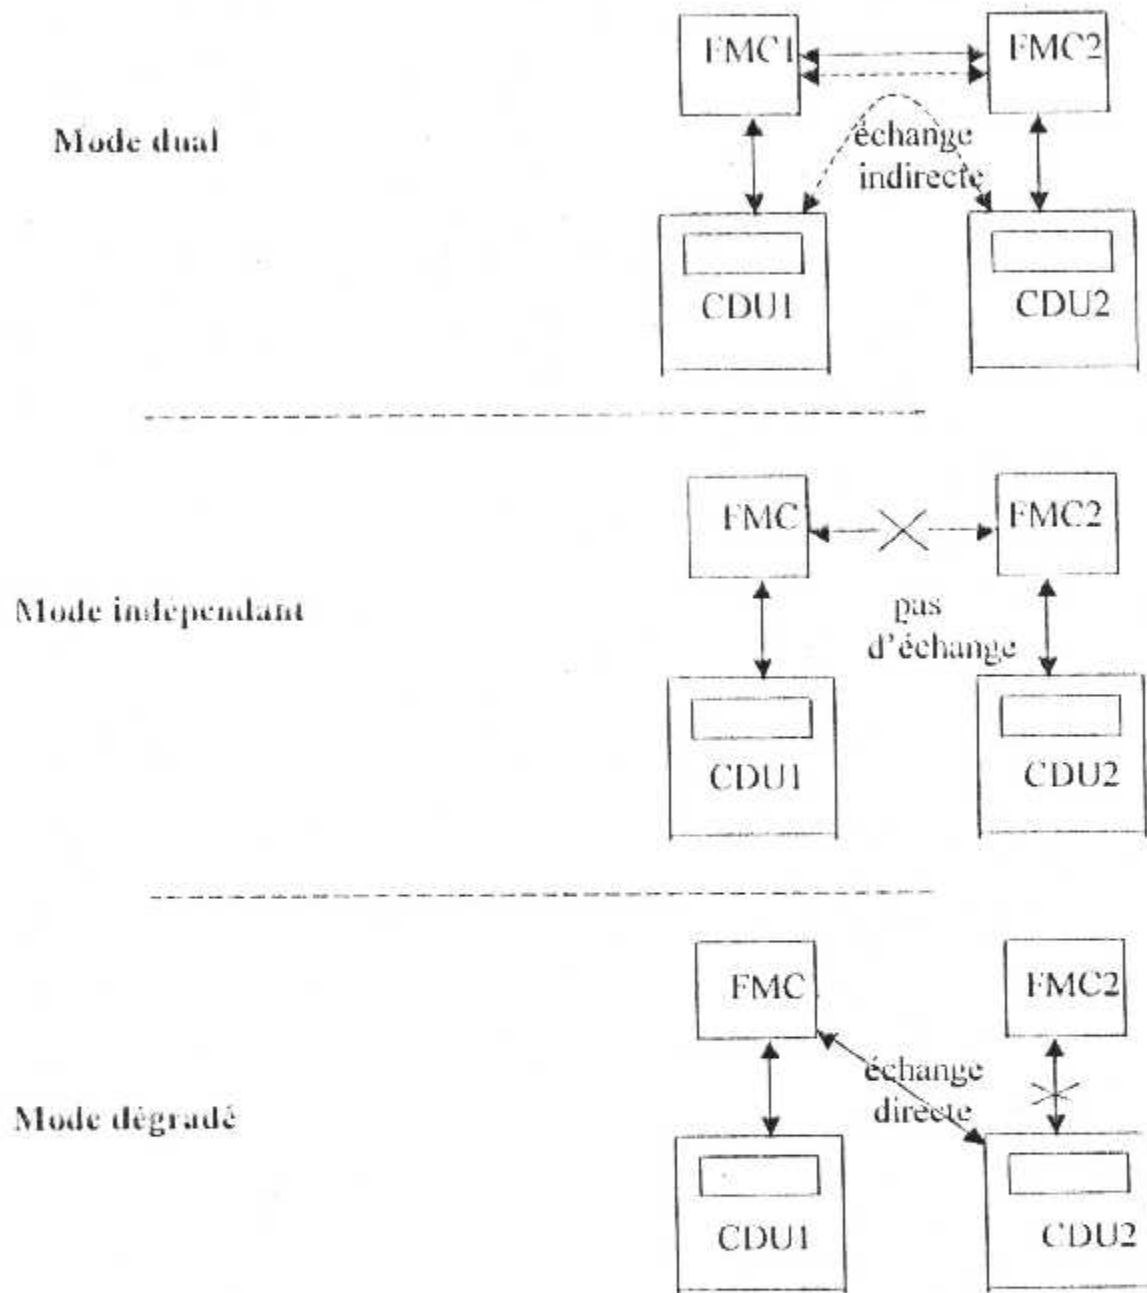 FMC1
FMC2
Mode dual
échange
indirecte
CDU1
CDU2
FMC
FMC2
Mode indépendant
pas
d'échange
CDU1
CDU2
FMC
FMC2
échange
directe
Mode dégradé
CDU1
CDU2